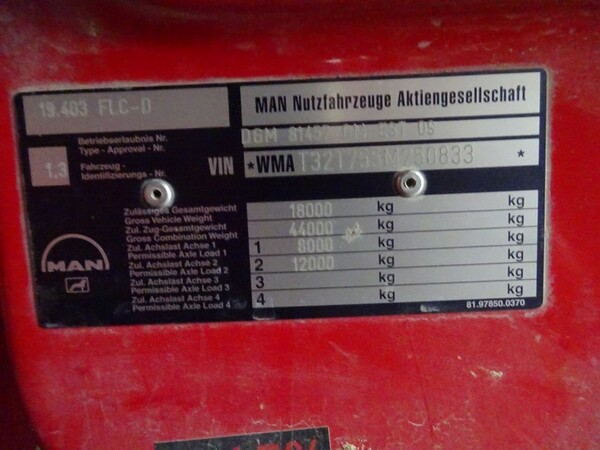 19.403 FLC-D
MAN Nutzfahrzeuge Aktiengesellschaft
Betriebserlaubnis Nr.
Type - Approval - Nr.
DGM
1.3
Fahrzeug -
Identifizierungs - Nr.
VIN
*WMA *
Zulässiges Gesamtgewicht
Gross Vehicle Weight
18000 kg kg
Zul. Zug-Gesamtgewicht
Gross Combination Weight
44000 kg kg
Zul. Achslast Achse 1
Permissible Axle Load 1
1 8000 kg kg
Zul. Achslast Achse 2
Permissible Axle Load 2
2 12000 kg kg
Zul. Achslast Achse 3
Permissible Axle Load 3
3 kg kg
Zul. Achslast Achse 4
Permissible Axle Load 4
4 kg kg
MAN
81.97850.0370